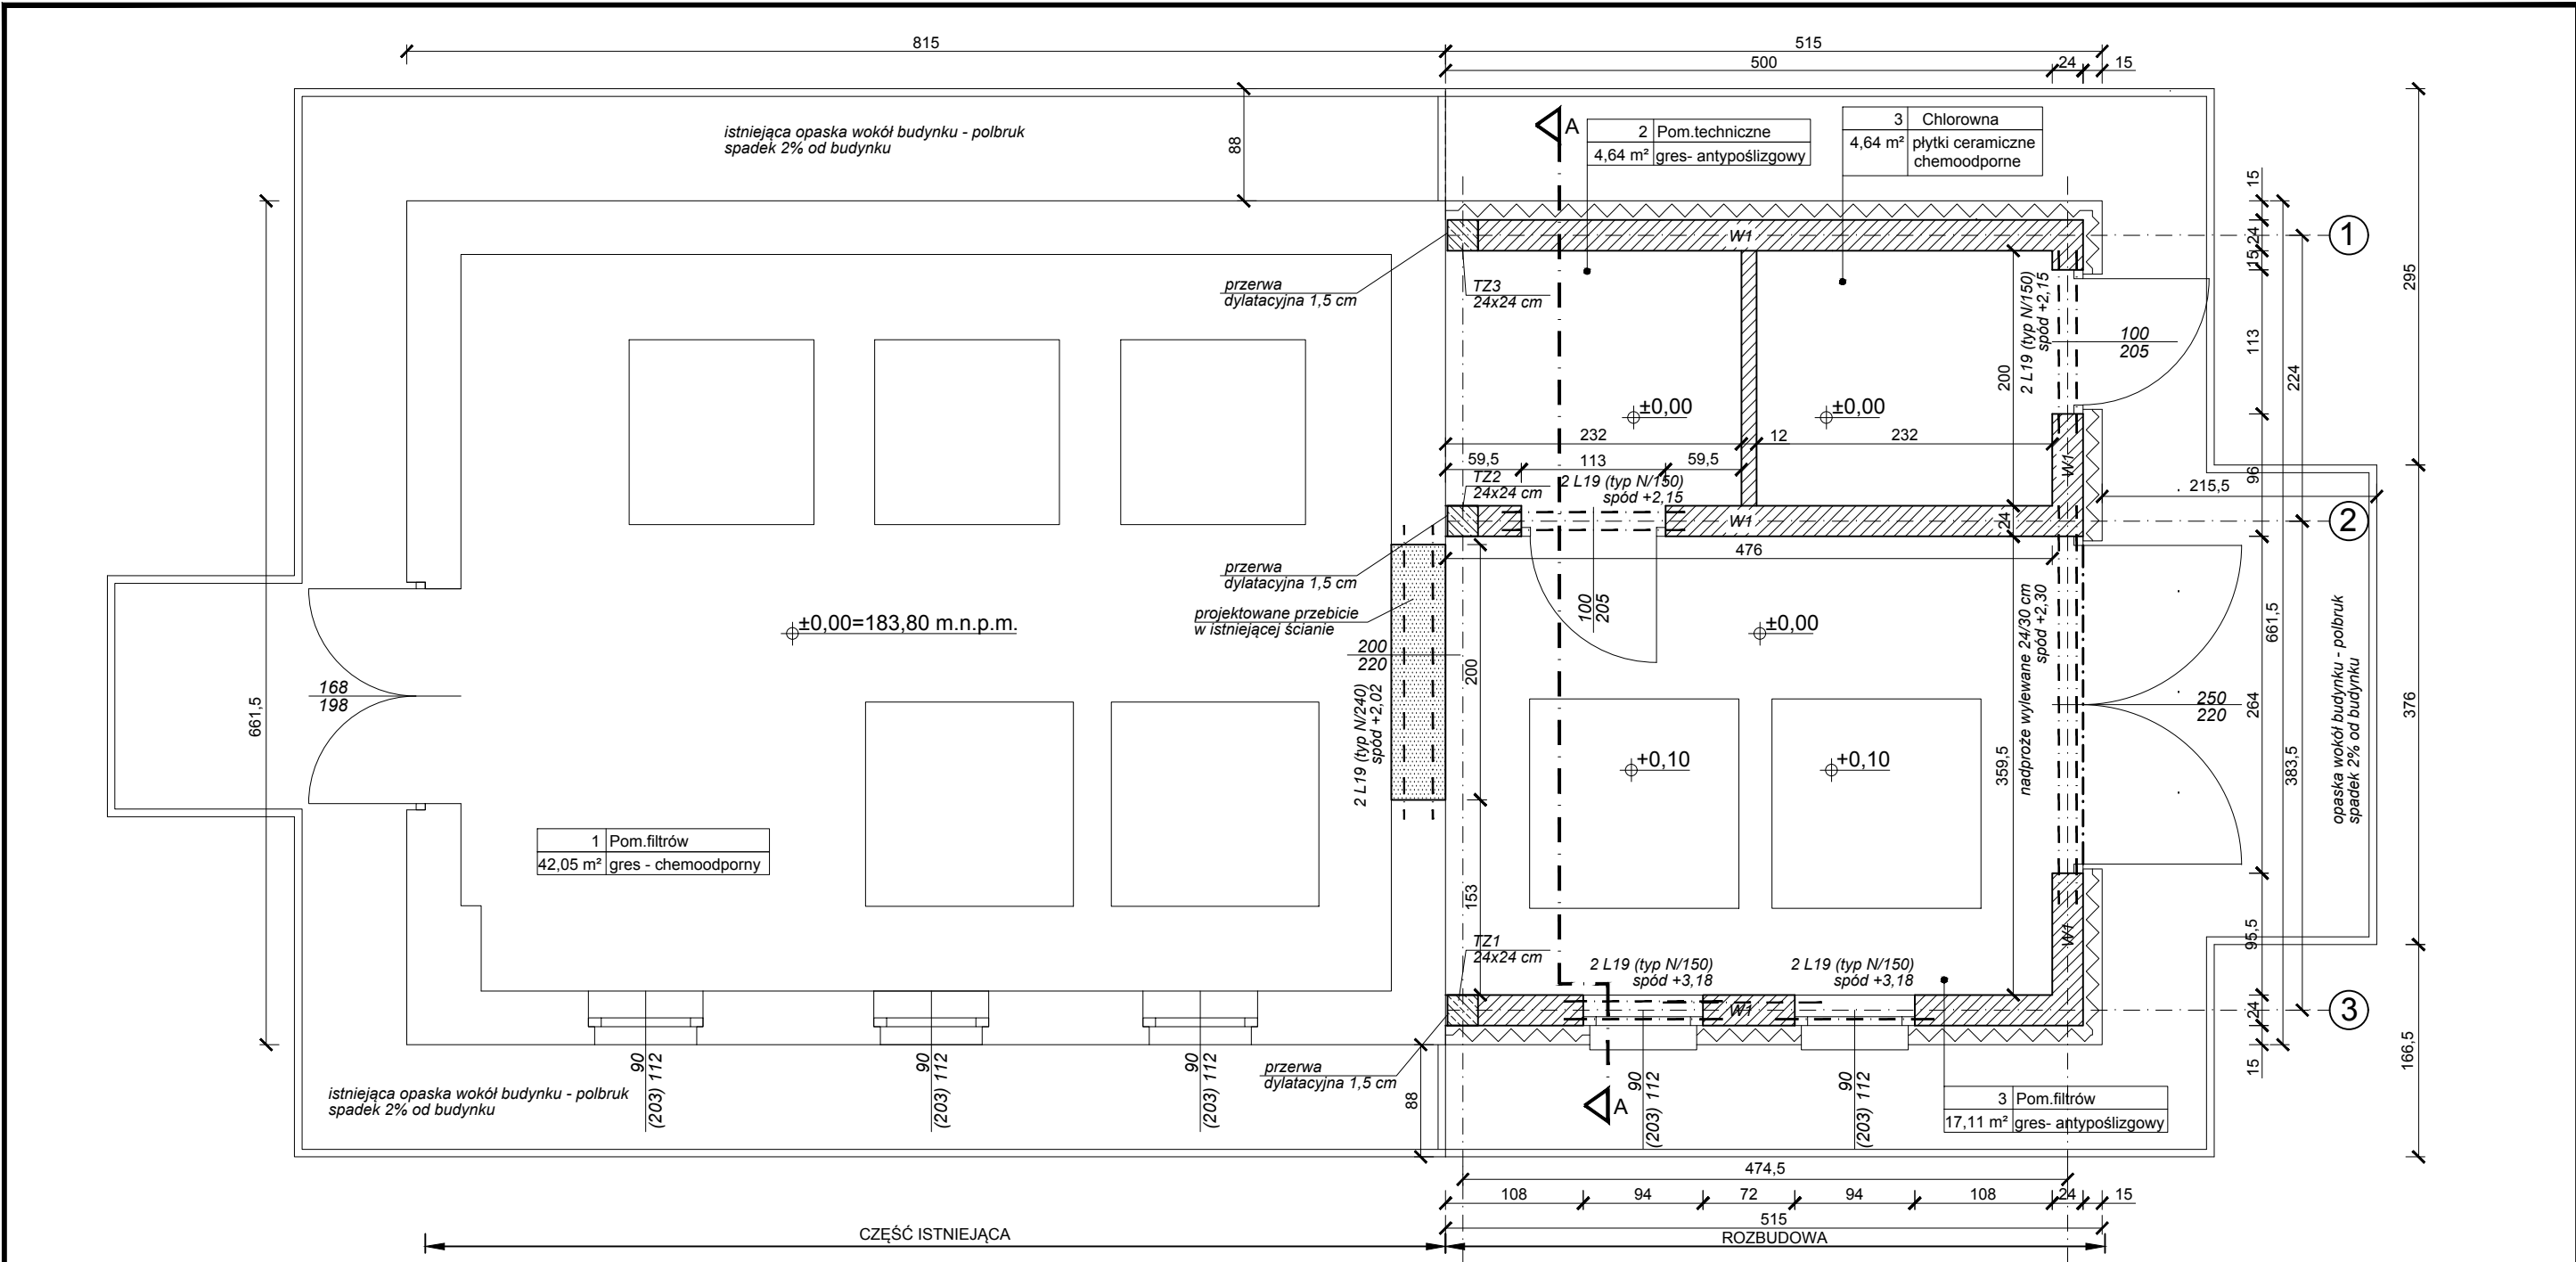 815
515
500
24
15
istniejąca opaska wokół budynku - polbruk
spadek 2% od budynku
88
A
2 Pom.techniczne
4,64 m² gres- antypoślizgowy
3 Chlorowna
4,64 m² płytki ceramiczne
chemoodporne
15
24
15
113
96
264
95,5
24
15
661,5
224
383,5
295
376
166,5
1
2
3
W1
przerwa
dylatacyjna 1,5 cm
TZ3
24x24 cm
2 L19 (typ N/150)
spód +2,15
100
205
200
±0,00
±0,00
232
12
232
59,5
113
59,5
TZ2
24x24 cm
2 L19 (typ N/150)
spód +2,15
W1
215,5
W1
24
476
przerwa
dylatacyjna 1,5 cm
projektowane przebicie
w istniejącej ścianie
100
205
±0,00=183,80 m.n.p.m.
±0,00
nadproże wylewane 24/30 cm
spód +2,30
200
220
200
2 L19 (typ N/240)
spód +2,02
168
198
661,5
250
220
opaska wokół budynku - polbruk
spadek 2% od budynku
+0,10
+0,10
359,5
153
1 Pom.filtrów
42,05 m² gres - chemoodporny
TZ1
24x24 cm
2 L19 (typ N/150)
spód +3,18
2 L19 (typ N/150)
spód +3,18
W1
W1
90
(203) 112
90
(203) 112
90
(203) 112
90
(203) 112
90
(203) 112
istniejąca opaska wokół budynku - polbruk
spadek 2% od budynku
przerwa
dylatacyjna 1,5 cm
88
A
3 Pom.filtrów
17,11 m² gres- antypoślizgowy
474,5
108
94
72
94
108
24
15
515
CZĘŚĆ ISTNIEJĄCA
ROZBUDOWA